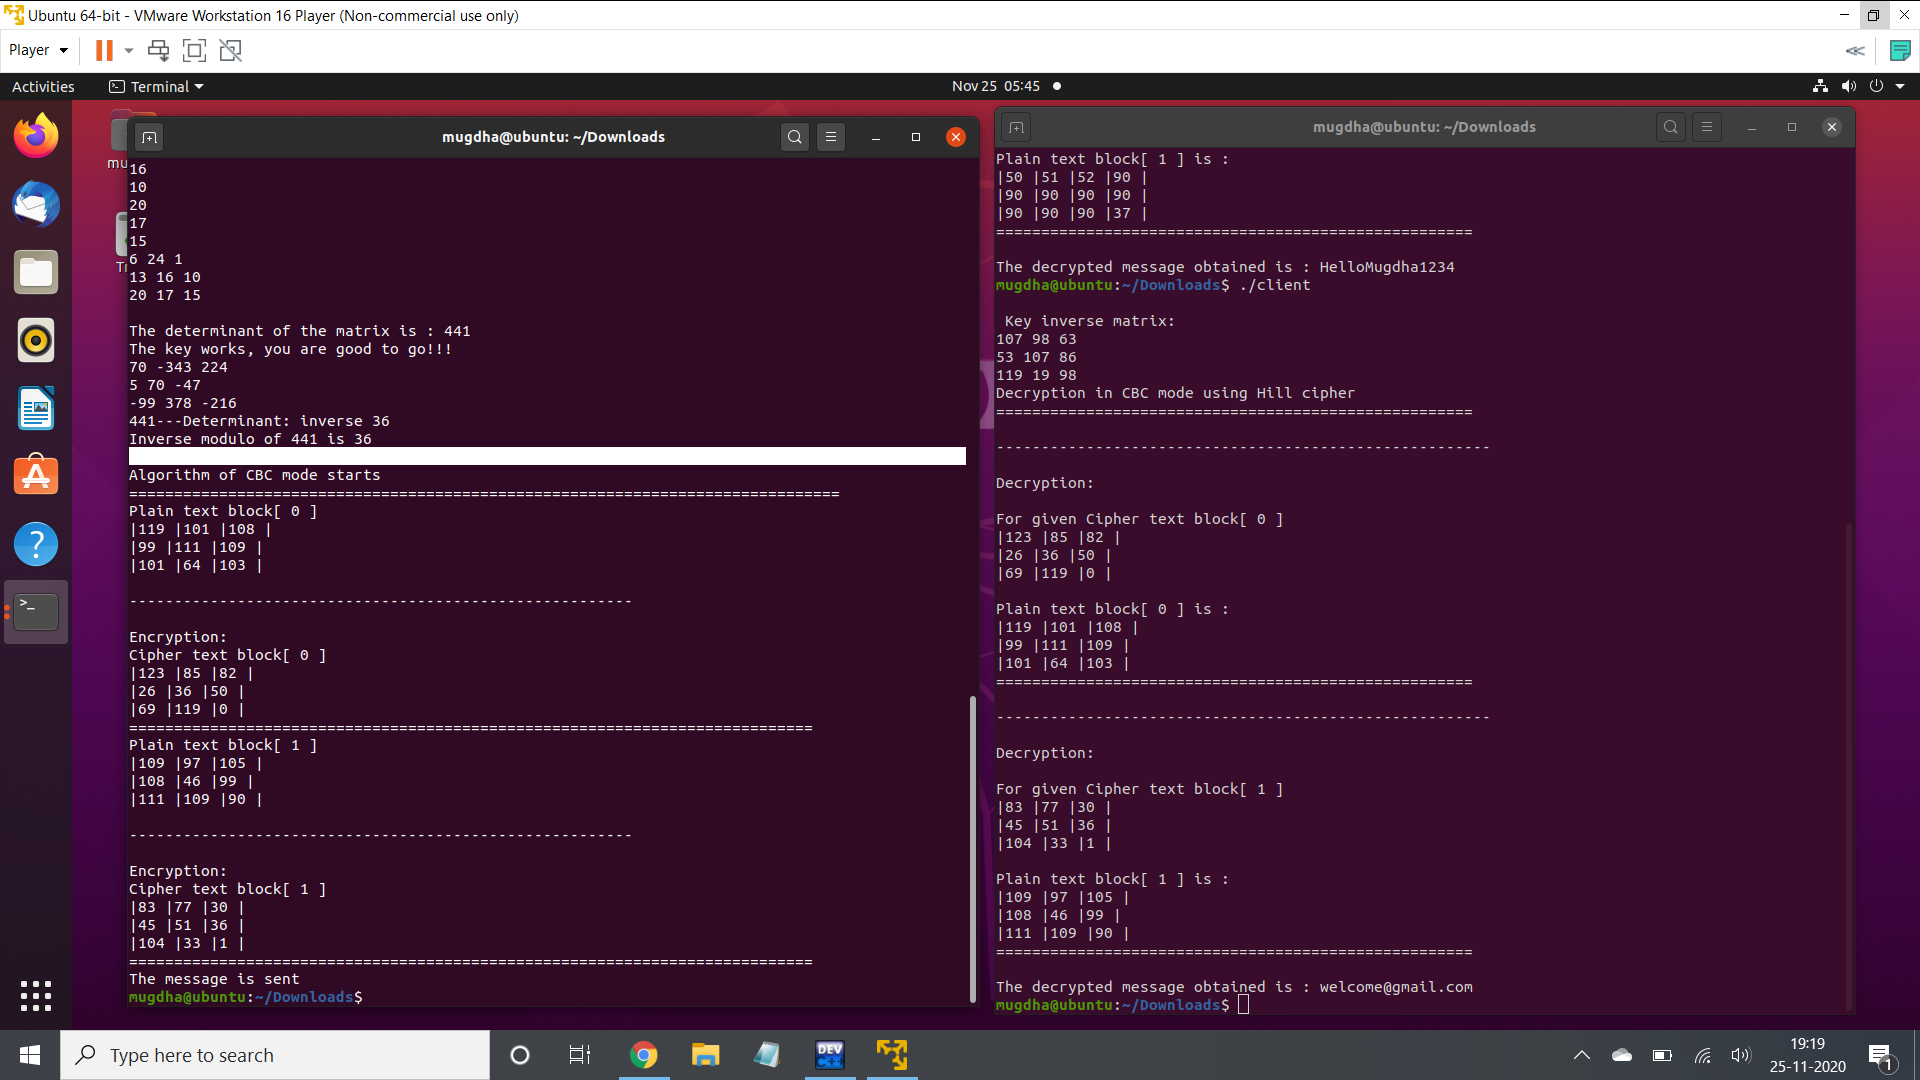 Ubuntu 64-bit - VMware Workstation 16 Player (Non-commercial use only)
Player
Activities
Terminal
Nov 25 05:45
mugdha@ubuntu: ~/Downloads
16
10
20
17
15
6 24 1
13 16 10
20 17 15
The determinant of the matrix is : 441
The key works, you are good to go!!!
70 -343 224
5 70 -47
-99 378 -216
441---Determinant: inverse 36
Inverse modulo of 441 is 36
Algorithm of CBC mode starts
===============================================================================
Plain text block[ 0 ]
|119 |101 |108 |
|99 |111 |109 |
|101 |64 |103 |
--------------------------------------------------------
Encryption:
Cipher text block[ 0 ]
|123 |85 |82 |
|26 |36 |50 |
|69 |119 |0 |
============================================================================
Plain text block[ 1 ]
|109 |97 |105 |
|108 |46 |99 |
|111 |109 |90 |
--------------------------------------------------------
Encryption:
Cipher text block[ 1 ]
|83 |77 |30 |
|45 |51 |36 |
|104 |33 |1 |
============================================================================
The message is sent
mugdha@ubuntu:~/Downloads$
mugdha@ubuntu: ~/Downloads
Plain text block[ 1 ] is :
|50 |51 |52 |90 |
|90 |90 |90 |90 |
|90 |90 |90 |37 |
=====================================================
The decrypted message obtained is : HelloMugdha1234
mugdha@ubuntu:~/Downloads$ ./client
Key inverse matrix:
107 98 63
53 107 86
119 19 98
Decryption in CBC mode using Hill cipher
=====================================================
-------------------------------------------------------
Decryption:
For given Cipher text block[ 0 ]
|123 |85 |82 |
|26 |36 |50 |
|69 |119 |0 |
Plain text block[ 0 ] is :
|119 |101 |108 |
|99 |111 |109 |
|101 |64 |103 |
=====================================================
-------------------------------------------------------
Decryption:
For given Cipher text block[ 1 ]
|83 |77 |30 |
|45 |51 |36 |
|104 |33 |1 |
Plain text block[ 1 ] is :
|109 |97 |105 |
|108 |46 |99 |
|111 |109 |90 |
=====================================================
The decrypted message obtained is : welcome@gmail.com
mugdha@ubuntu:~/Downloads$
Type here to search
DEV
19:19
25-11-2020
1